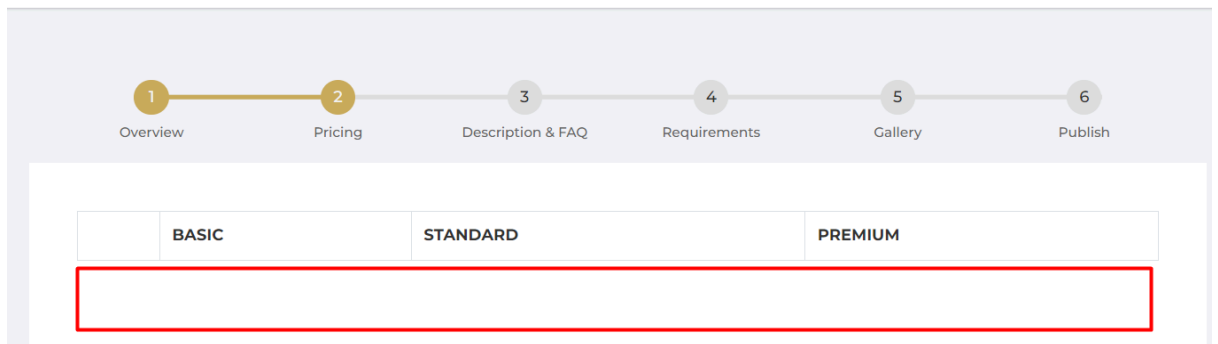 1 2 3 4 5 6
Overview Pricing Description & FAQ Requirements Gallery Publish
BASIC STANDARD PREMIUM